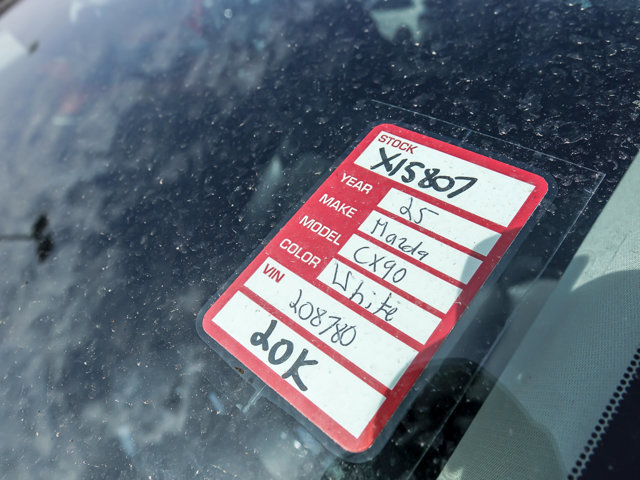 STOCK
X15807
YEAR 25
MAKE Mazda
MODEL CX90
COLOR White
VIN
208780
20K